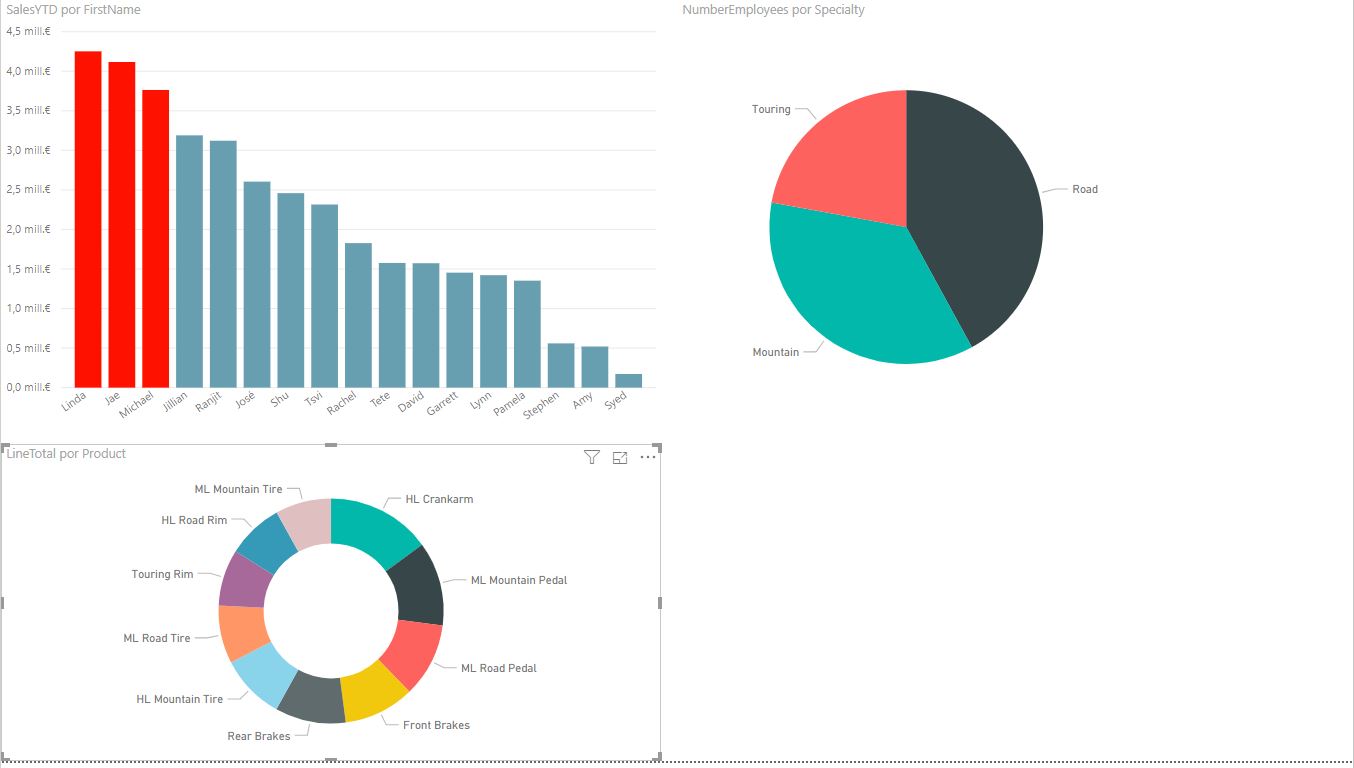 SalesYTD por FirstName
4,5 mill.€
4,0 mill.€
3,5 mill.€
3,0 mill.€
2,5 mill.€
2,0 mill.€
1,5 mill.€
1,0 mill.€
0,5 mill.€
0,0 mill.€
Linda
Jae
Michael
Jillian
Ranjit
José
Shu
Tsvi
Rachel
Tete
David
Garrett
Lynn
Pamela
Stephen
Amy
Syed
NumberEmployees por Specialty
Touring
Road
Mountain
LineTotal por Product
ML Mountain Tire
HL Crankarm
HL Road Rim
Touring Rim
ML Mountain Pedal
ML Road Tire
ML Road Pedal
HL Mountain Tire
Front Brakes
Rear Brakes